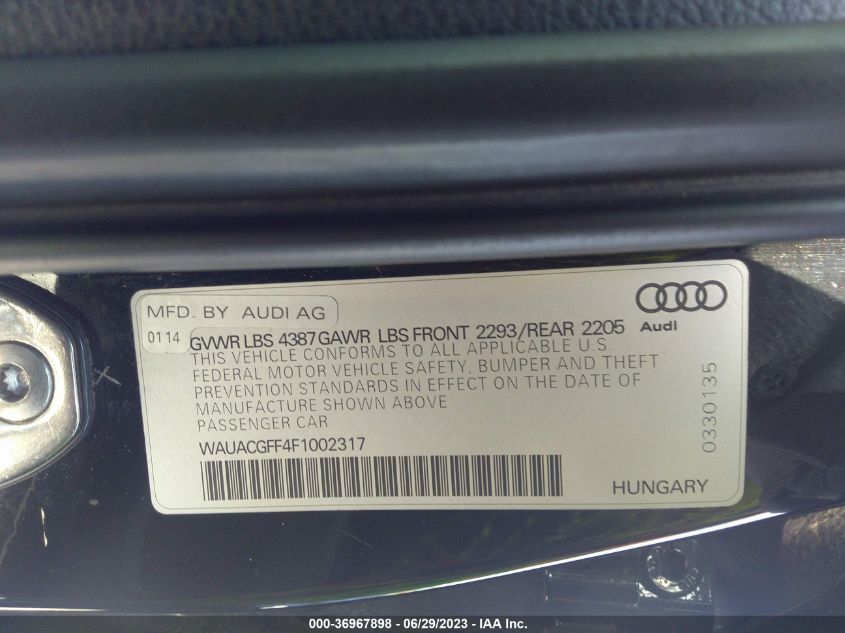 MFD. BY AUDI AG
01 14 GVWR LBS 4387 GAWR LBS FRONT 2293/REAR 2205
Audi
THIS VEHICLE CONFORMS TO ALL APPLICABLE U.S.
FEDERAL MOTOR VEHICLE SAFETY, BUMPER AND THEFT
PREVENTION STANDARDS IN EFFECT ON THE DATE OF
MANUFACTURE SHOWN ABOVE
PASSENGER CAR
WAUACGFF4F1002317
HUNGARY
0330135
000-36967898 - 06/29/2023 - IAA Inc.